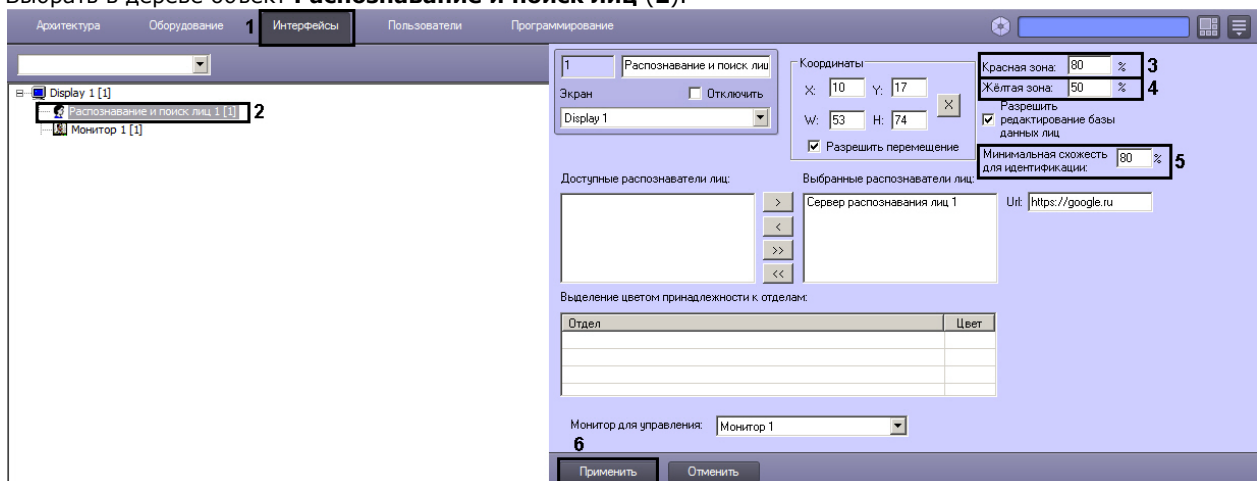 Выбрать в дереве объект Распознавание и поиск лиц (2).
Архитектура Оборудование 1 Интерфейсы Пользователи Программирование
Display 1 [1]
Распознавание и поиск лиц 1 [1] 2
Монитор 1 [1]
1 Распознавание и поиск лиц
Экран Отключить
Display 1
Координаты
X: 10 Y: 17 X
W: 53 H: 74
Разрешить перемещение
Красная зона: 80 % 3
Жёлтая зона: 50 % 4
Разрешить
редактирование базы
данных лиц
Минимальная схожесть
для идентификации: 80 % 5
Доступные распознаватели лиц: Выбранные распознаватели лиц:
> Сервер распознавания лиц 1 Url: https://google.ru
<
>>
<<
Выделение цветом принадлежности к отделам:
Отдел Цвет
Монитор для управления: Монитор 1
6
Применить Отменить